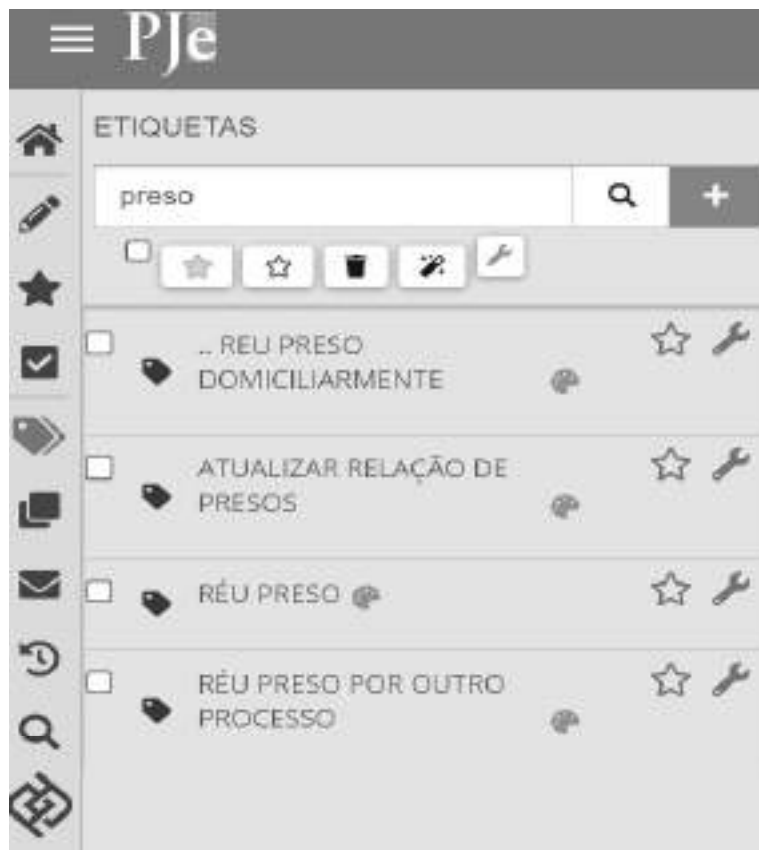 PJe
ETIQUETAS
preso
.. REU PRESO
DOMICILIARMENTE
ATUALIZAR RELAÇÃO DE
PRESOS
RÉU PRESO
RÉU PRESO POR OUTRO
PROCESSO